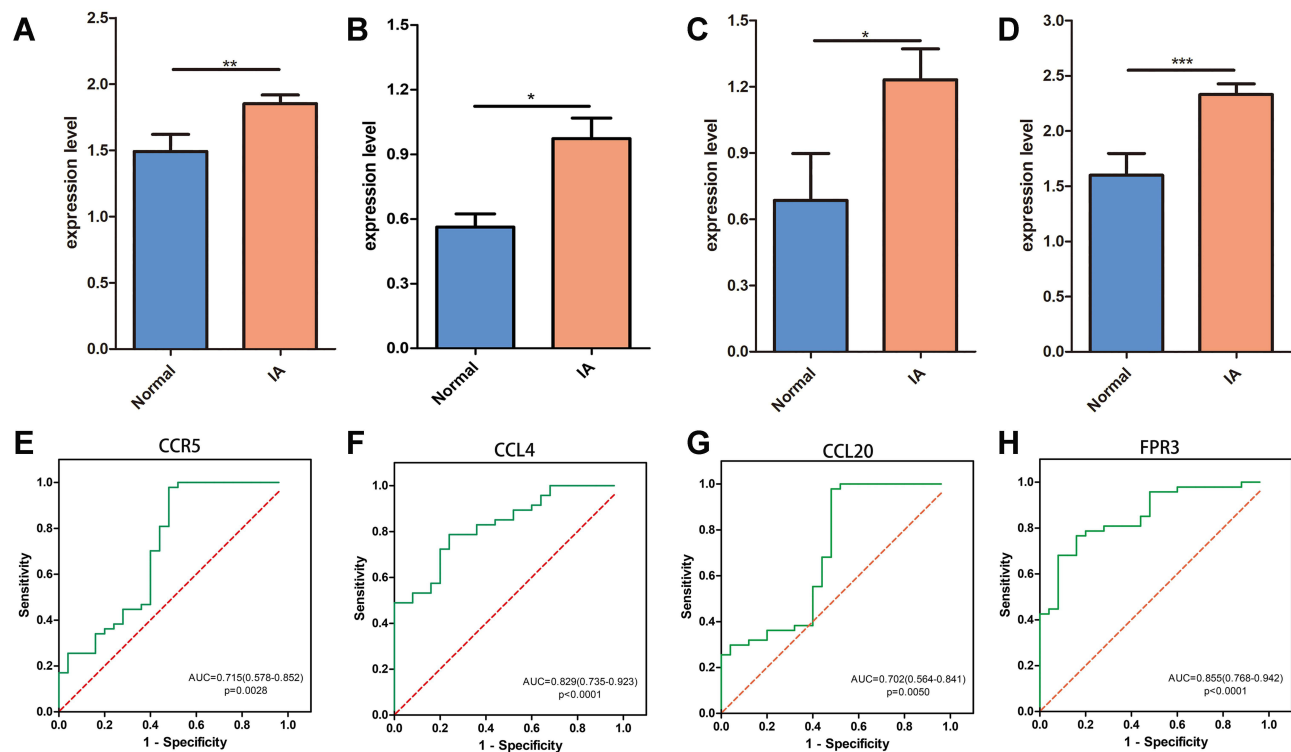 A
expression level
2.5
2.0
1.5
1.0
0.5
0.0
**
Normal
IA
B
expression level
1.5
1.2
0.9
0.6
0.3
0.0
*
Normal
IA
C
expression level
1.5
1.2
0.9
0.6
0.3
0.0
*
Normal
IA
D
expression level
3.0
2.5
2.0
1.5
1.0
0.5
0.0
***
Normal
IA
E
CCR5
Sensitivity
1.0
0.8
0.6
0.4
0.2
0.0
AUC=0.715(0.578-0.852)
p=0.0028
0.0 0.2 0.4 0.6 0.8 1.0
1 - Specificity
F
CCL4
Sensitivity
1.0
0.8
0.6
0.4
0.2
0.0
AUC=0.829(0.735-0.923)
p<0.0001
0.0 0.2 0.4 0.6 0.8 1.0
1 - Specificity
G
CCL20
Sensitivity
1.0
0.8
0.6
0.4
0.2
0.0
AUC=0.702(0.564-0.841)
p=0.0050
0.0 0.2 0.4 0.6 0.8 1.0
1 - Specificity
H
FPR3
Sensitivity
1.0
0.8
0.6
0.4
0.2
0.0
AUC=0.855(0.768-0.942)
p<0.0001
0.0 0.2 0.4 0.6 0.8 1.0
1 - Specificity